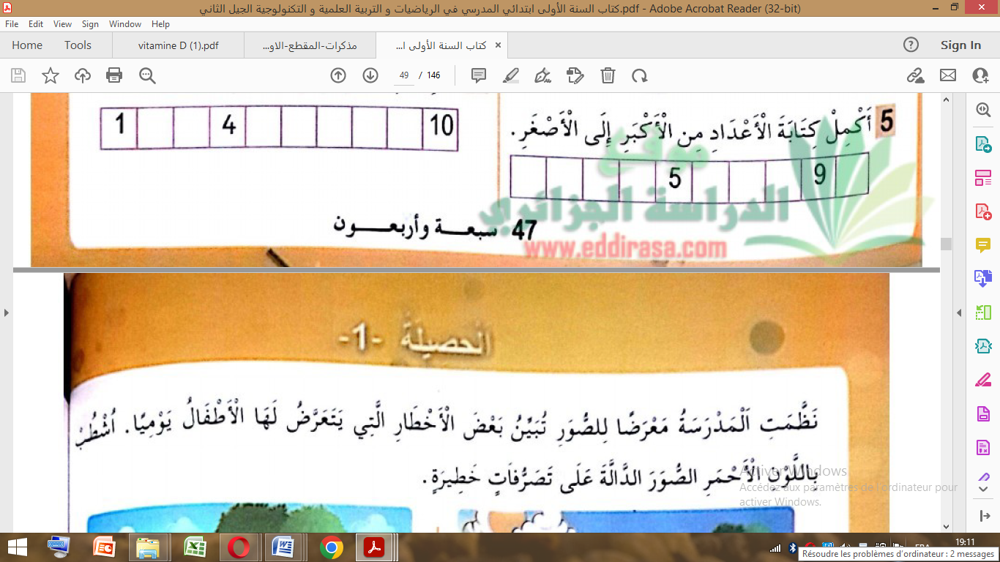 كتاب السنة الأولى ابتدائي المدرسي في الرياضيات و التربية العلمية و التكنولوجية الجيل الثاني.pdf - Adobe Acrobat Reader (32-bit)
File Edit View Sign Window Help
Home Tools vitamine D (1).pdf مذكرات-المقطع-الاو... كتاب السنة الأولى ا... × Sign In
49 / 146
1 4 10
5 أَكْمِلْ كِتَابَةَ الْأَعْدَادِ مِن الْأَكْبَرِ إِلَى الْأَصْغَرِ.
5 9
موقع
الدراسة الجزائري
www.eddirasa.com
47 سبعـــة وأربعـــــون
الحصيلة -1-
نَظَّمَتِ اَلْمَدْرَسَةُ مَعْرَضًا لِلصُّوَرِ تُبَيِّنُ بَعْضَ الْأَخْطَارِ الَّتِي يَتَعَرَّضُ لَهَا الْأَطْفَالُ يَوْمِيًا. اُشْطُبْ
بِاللَّوْنِ الْأَحْمَرِ الصُّوَرَ الدَّالَّةَ عَلَى تَصَرُّفَاتٍ خَطِيرَةٍ.
Activer Windows
Accédez aux paramètres de l'ordinateur pour
activer Windows.
19:11
Résoudre les problèmes d'ordinateur : 2 messages